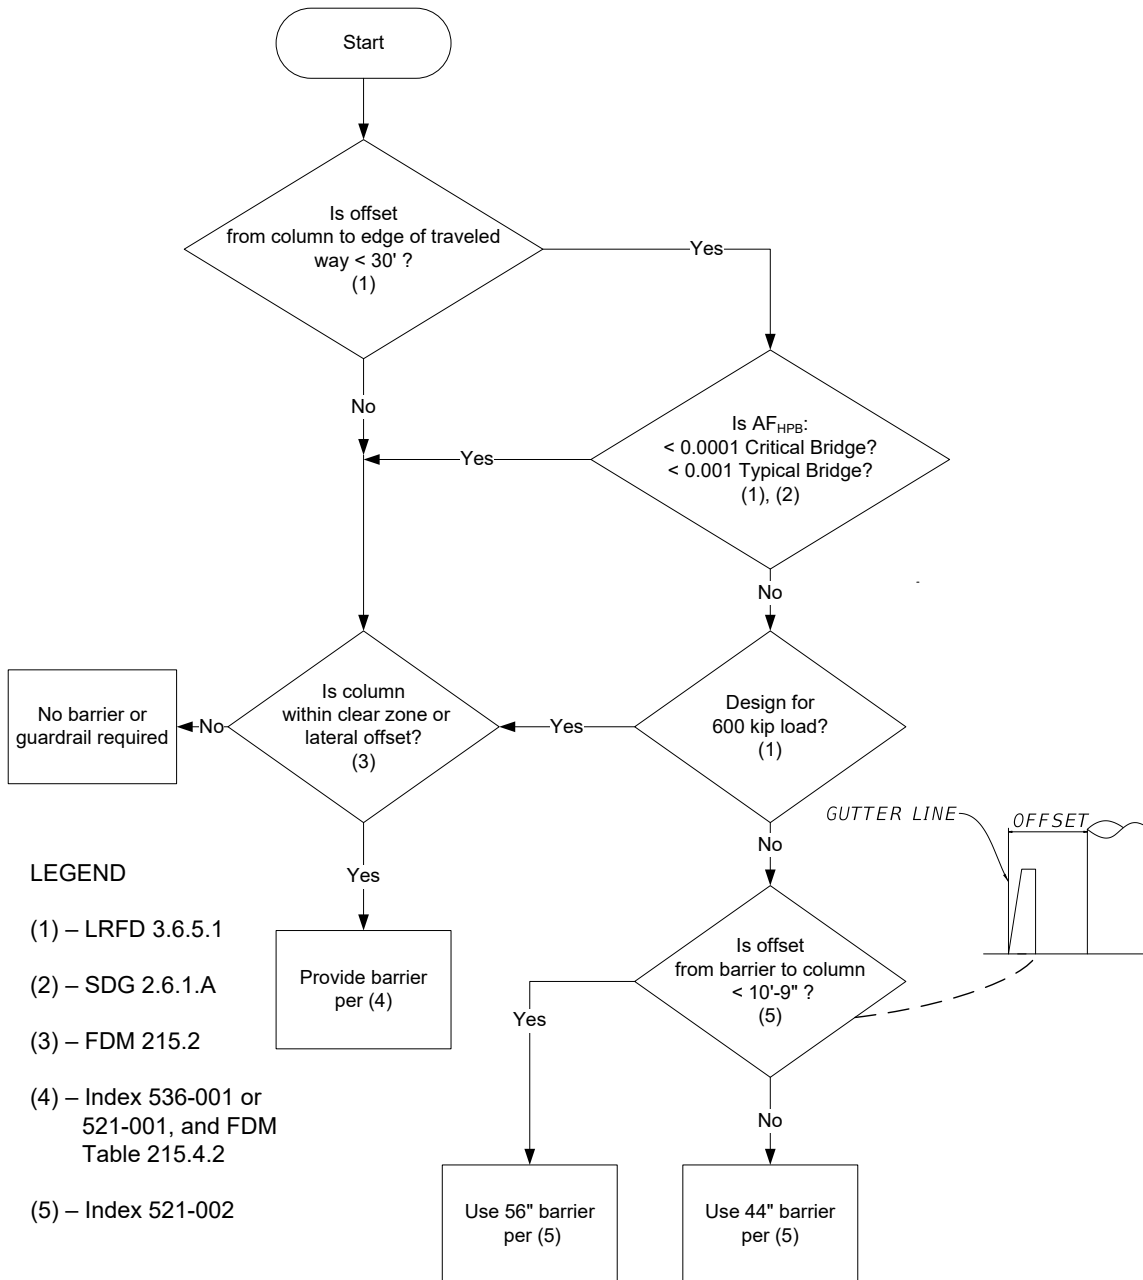 Start
Is offset
from column to edge of traveled
way < 30' ?
(1)
Yes
No
Is AFHPB:
< 0.0001 Critical Bridge?
< 0.001 Typical Bridge?
(1), (2)
Yes
No
Is column
within clear zone or
lateral offset?
(3)
No
No barrier or
guardrail required
Design for
600 kip load?
(1)
Yes
No
Yes
Provide barrier
per (4)
GUTTER LINE
OFFSET
Is offset
from barrier to column
< 10'-9" ?
(5)
Yes
No
Use 56" barrier
per (5)
Use 44" barrier
per (5)
LEGEND
(1) – LRFD 3.6.5.1
(2) – SDG 2.6.1.A
(3) – FDM 215.2
(4) – Index 536-001 or
521-001, and FDM
Table 215.4.2
(5) – Index 521-002